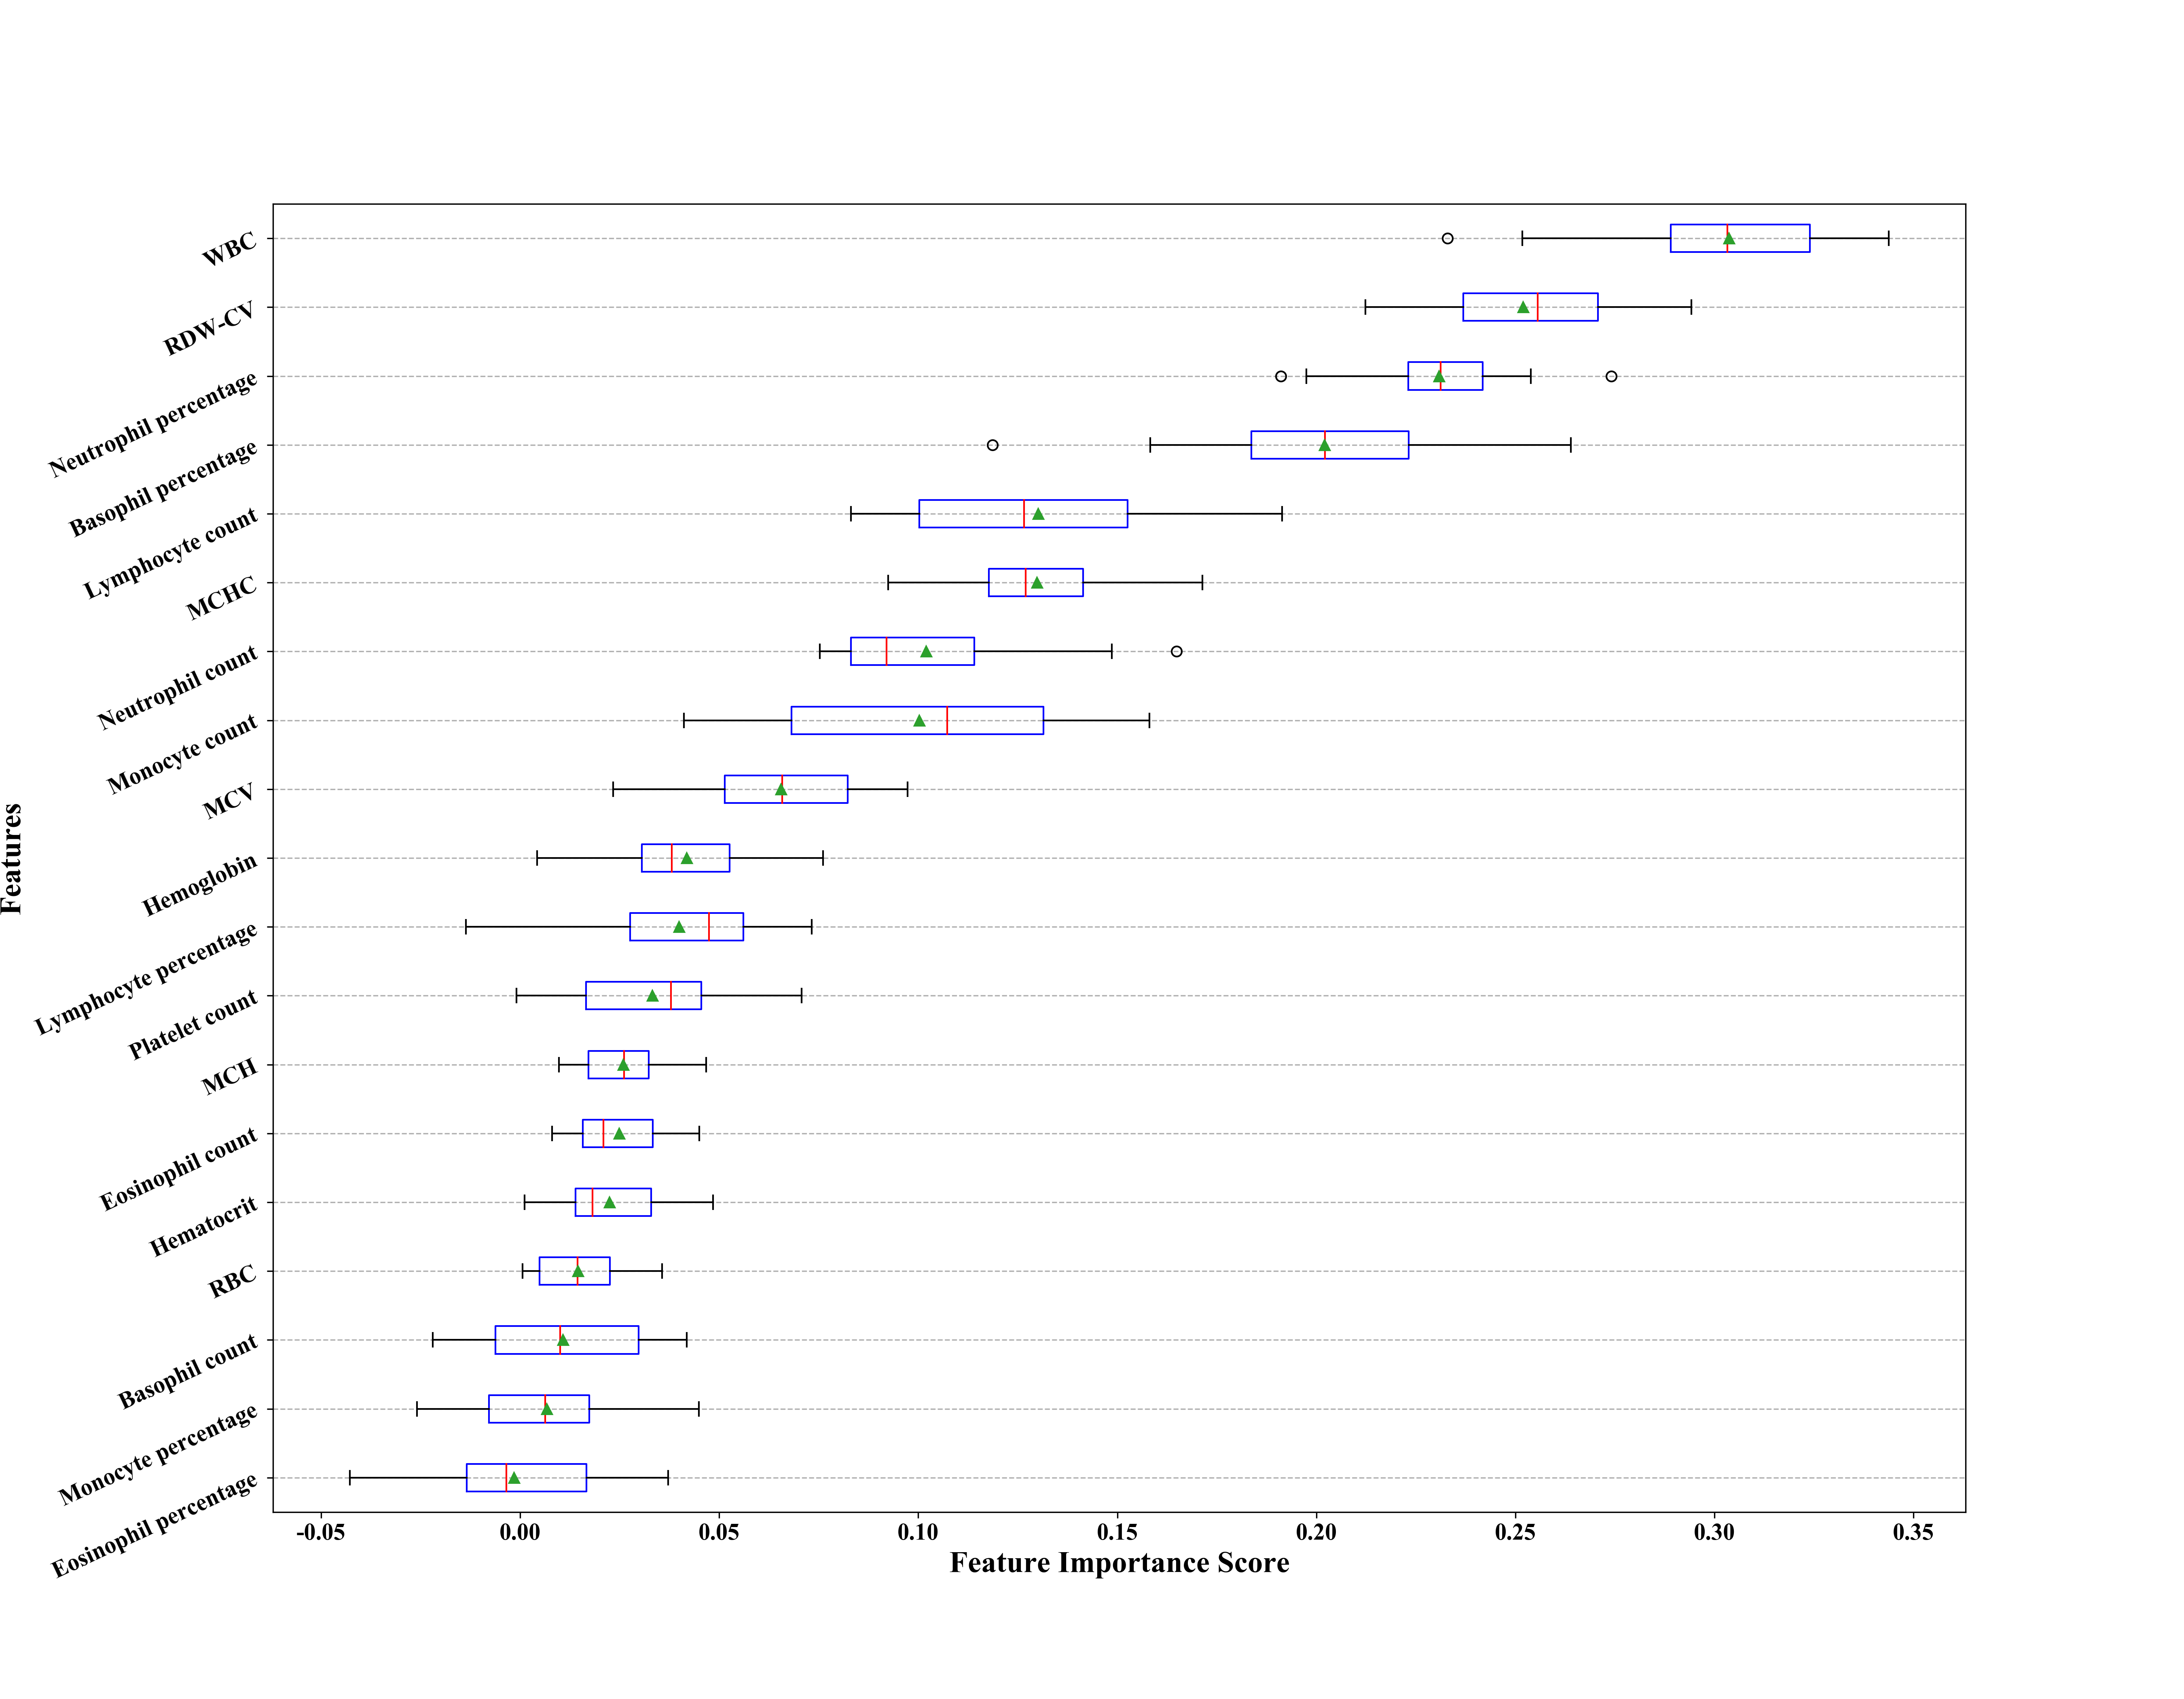 WBC
RDW-CV
Neutrophil percentage
Basophil percentage
Lymphocyte count
MCHC
Neutrophil count
Monocyte count
MCV
Hemoglobin
Lymphocyte percentage
Platelet count
MCH
Eosinophil count
Hematocrit
RBC
Basophil count
Monocyte percentage
Eosinophil percentage
Features
-0.05 0.00 0.05 0.10 0.15 0.20 0.25 0.30 0.35
Feature Importance Score